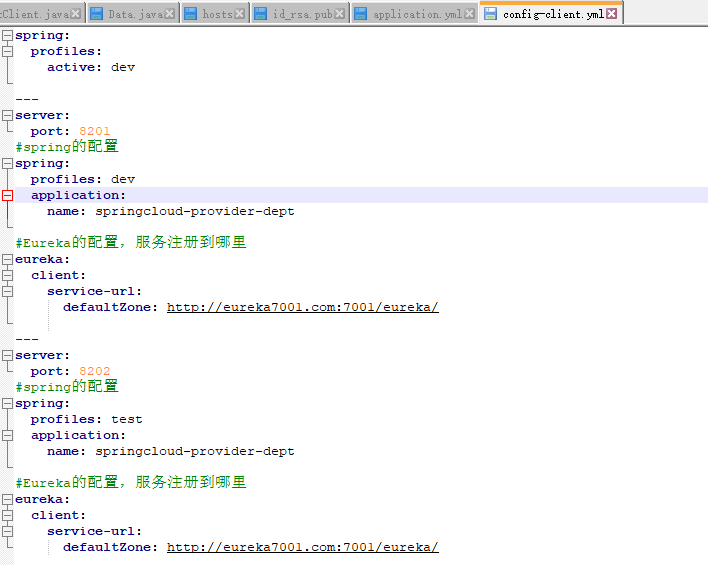 tClient.java
Data.java
hosts
id_rsa.pub
application.yml
config-client.yml
spring:
  profiles:
    active: dev
---
server:
  port: 8201
#spring的配置
spring:
  profiles: dev
  application:
    name: springcloud-provider-dept
#Eureka的配置，服务注册到哪里
eureka:
  client:
    service-url:
      defaultZone: http://eureka7001.com:7001/eureka/
---
server:
  port: 8202
#spring的配置
spring:
  profiles: test
  application:
    name: springcloud-provider-dept
#Eureka的配置，服务注册到哪里
eureka:
  client:
    service-url:
      defaultZone: http://eureka7001.com:7001/eureka/